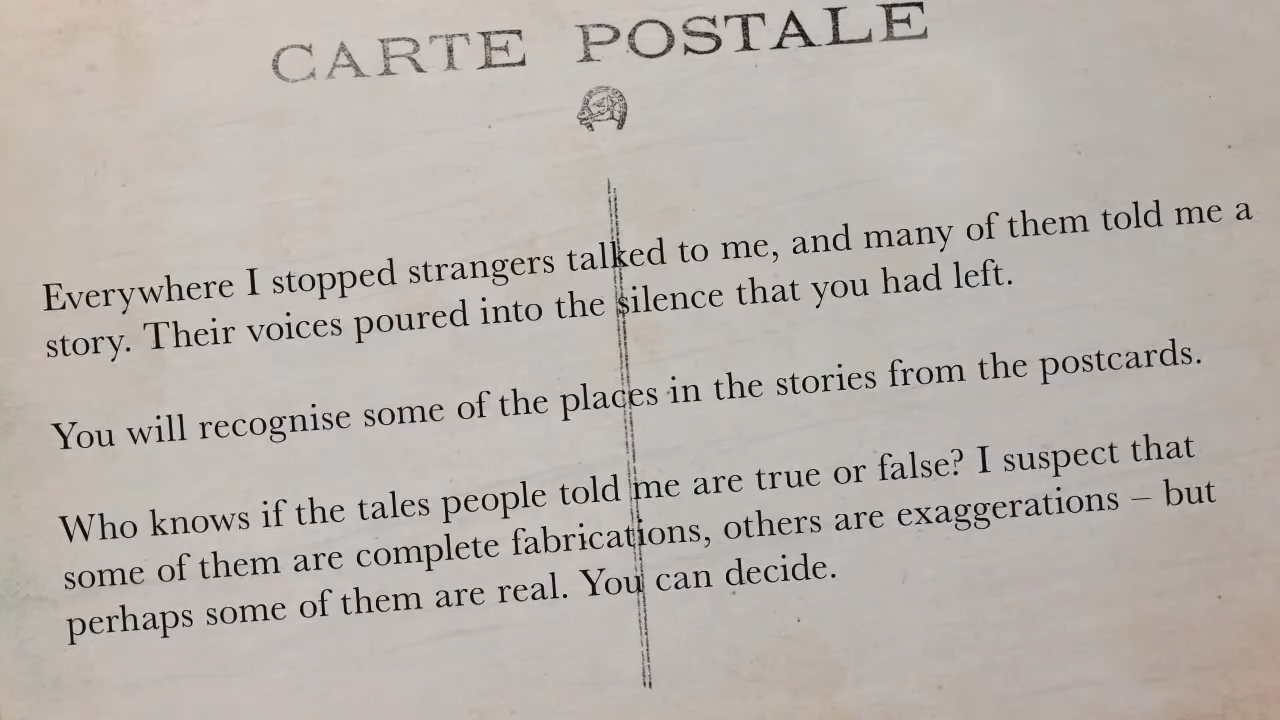 CARTE POSTALE
Everywhere I stopped strangers talked to me, and many of them told me a
story. Their voices poured into the silence that you had left.
You will recognise some of the places in the stories from the postcards.
Who knows if the tales people told me are true or false? I suspect that
some of them are complete fabrications, others are exaggerations – but
perhaps some of them are real. You can decide.